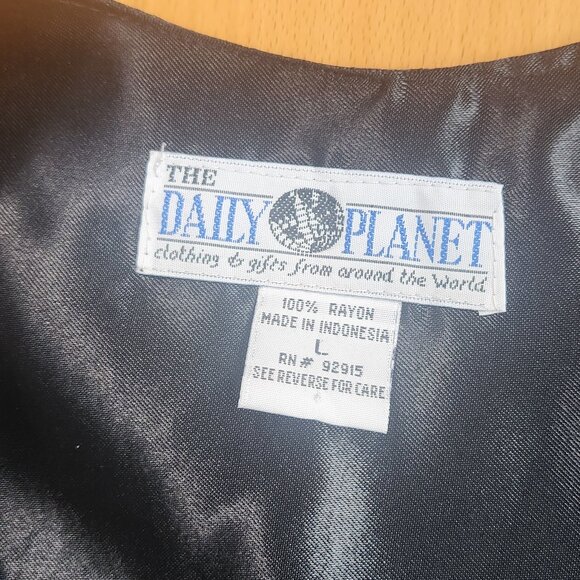 THE
DAILY PLANET
clothing & gifts from around the World
100% RAYON
MADE IN INDONESIA
L
RN# 92915
SEE REVERSE FOR CARE